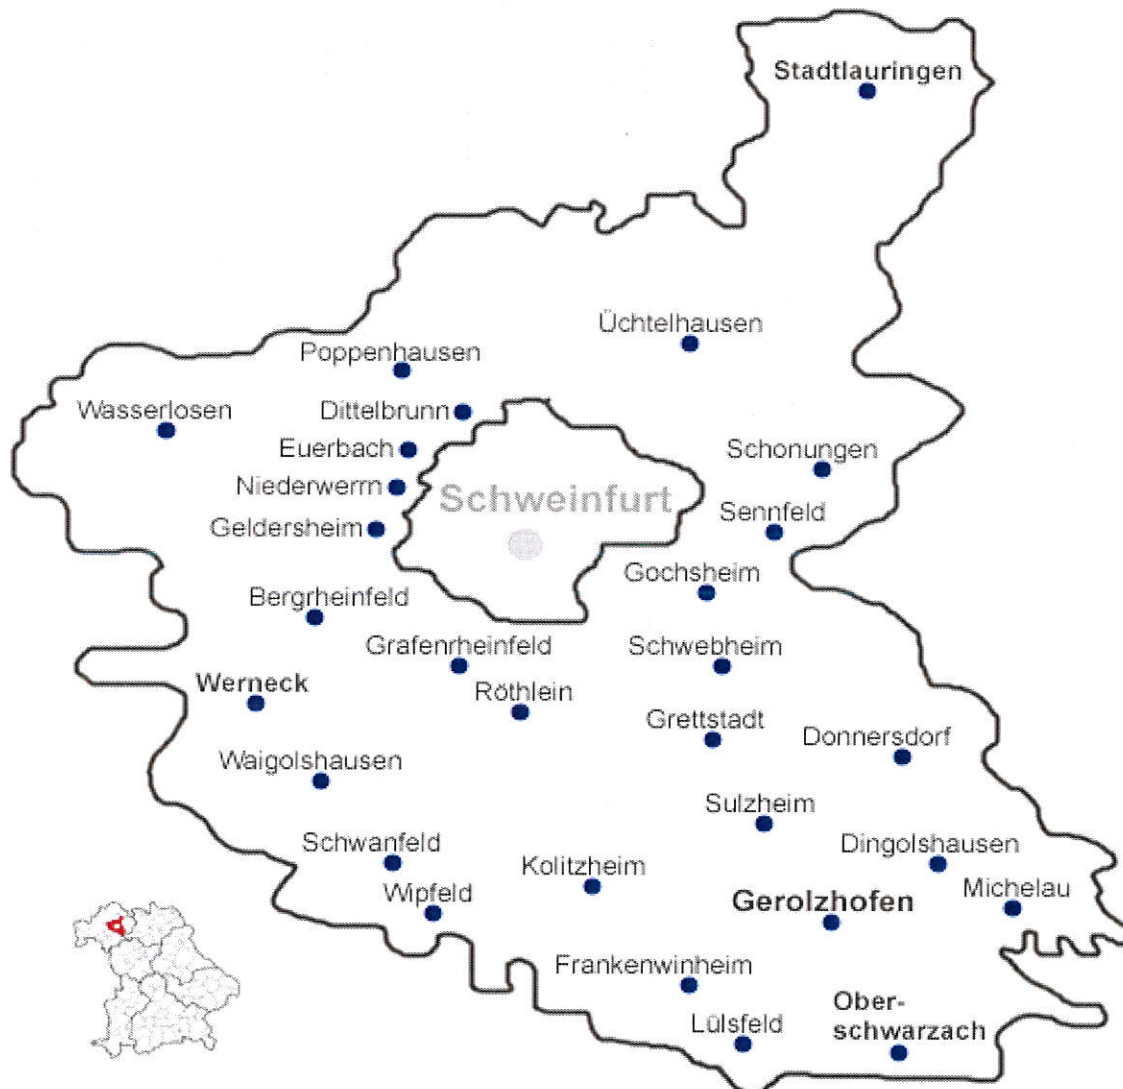 Stadtlauringen
Üchtelhausen
Poppenhausen
Wasserlosen
Dittelbrunn
Euerbach
Schonungen
Niederwerrn
Schweinfurt
Sennfeld
Geldersheim
Gochsheim
Bergrheinfeld
Grafenrheinfeld
Schwebheim
Werneck
Röthlein
Grettstadt
Donnersdorf
Waigolshausen
Sulzheim
Schwanfeld
Dingolshausen
Kolitzheim
Wipfeld
Michelau
Gerolzhofen
Frankenwinheim
Ober-
schwarzach
Lülsfeld